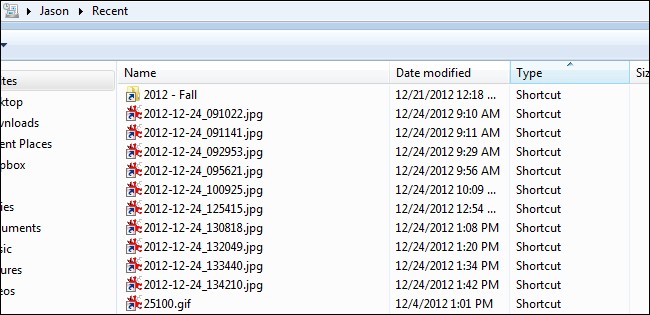 Jason Recent
Name Date modified Type Siz
2012 - Fall 12/21/2012 12:18 ... Shortcut
2012-12-24_091022.jpg 12/24/2012 9:10 AM Shortcut
2012-12-24_091141.jpg 12/24/2012 9:11 AM Shortcut
2012-12-24_092953.jpg 12/24/2012 9:29 AM Shortcut
2012-12-24_095621.jpg 12/24/2012 9:56 AM Shortcut
2012-12-24_100925.jpg 12/24/2012 10:09 ... Shortcut
2012-12-24_125415.jpg 12/24/2012 12:54 ... Shortcut
2012-12-24_130818.jpg 12/24/2012 1:08 PM Shortcut
2012-12-24_132049.jpg 12/24/2012 1:20 PM Shortcut
2012-12-24_133440.jpg 12/24/2012 1:34 PM Shortcut
2012-12-24_134210.jpg 12/24/2012 1:42 PM Shortcut
25100.gif 12/4/2012 1:01 PM Shortcut
ites
ktop
wnloads
ent Places
pbox
ries
cuments
sic
tures
eos